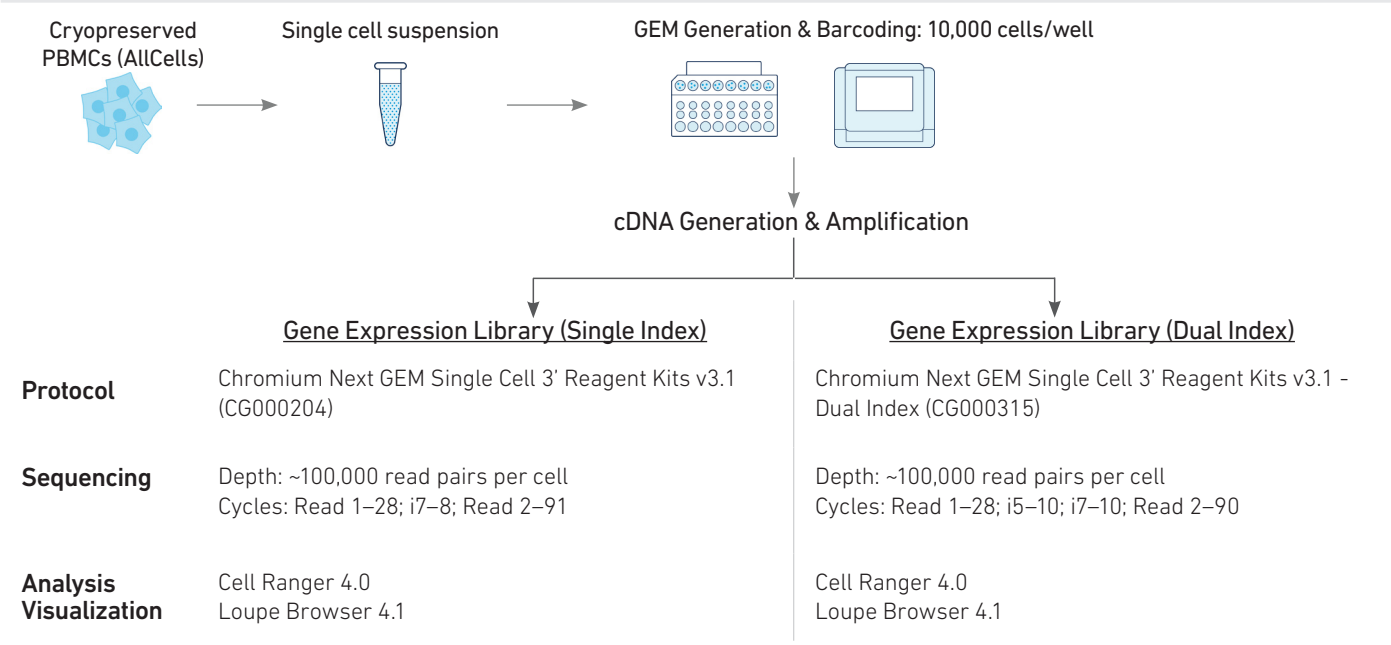 Cryopreserved
PBMCs (AllCells)
Single cell suspension
GEM Generation & Barcoding: 10,000 cells/well
cDNA Generation & Amplification
Gene Expression Library (Single Index)
Gene Expression Library (Dual Index)
Protocol
Chromium Next GEM Single Cell 3’ Reagent Kits v3.1
(CG000204)
Chromium Next GEM Single Cell 3’ Reagent Kits v3.1 -
Dual Index (CG000315)
Sequencing
Depth: ~100,000 read pairs per cell
Cycles: Read 1–28; i7–8; Read 2–91
Depth: ~100,000 read pairs per cell
Cycles: Read 1–28; i5–10; i7–10; Read 2–90
Analysis
Visualization
Cell Ranger 4.0
Loupe Browser 4.1
Cell Ranger 4.0
Loupe Browser 4.1